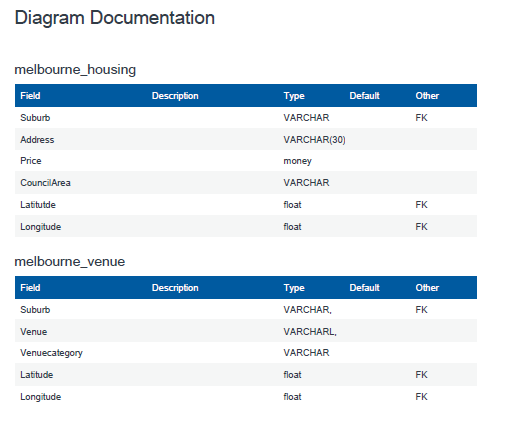 Diagram Documentation
melbourne_housing
Field Description Type Default Other
Suburb VARCHAR FK
Address VARCHAR(30)
Price money
CouncilArea VARCHAR
Latitutde float FK
Longitude float FK
melbourne_venue
Field Description Type Default Other
Suburb VARCHAR, FK
Venue VARCHARL,
Venuecategory VARCHAR
Latitude float FK
Longitude float FK